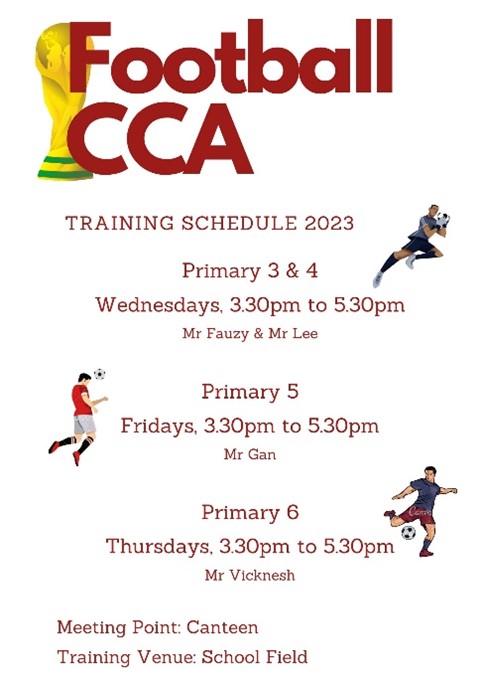 Football
CCA
TRAINING SCHEDULE 2023
Primary 3 & 4
Wednesdays, 3.30pm to 5.30pm
Mr Fauzy & Mr Lee
Primary 5
Fridays, 3.30pm to 5.30pm
Mr Gan
Primary 6
Thursdays, 3.30pm to 5.30pm
Mr Vicknesh
Meeting Point: Canteen
Training Venue: School Field